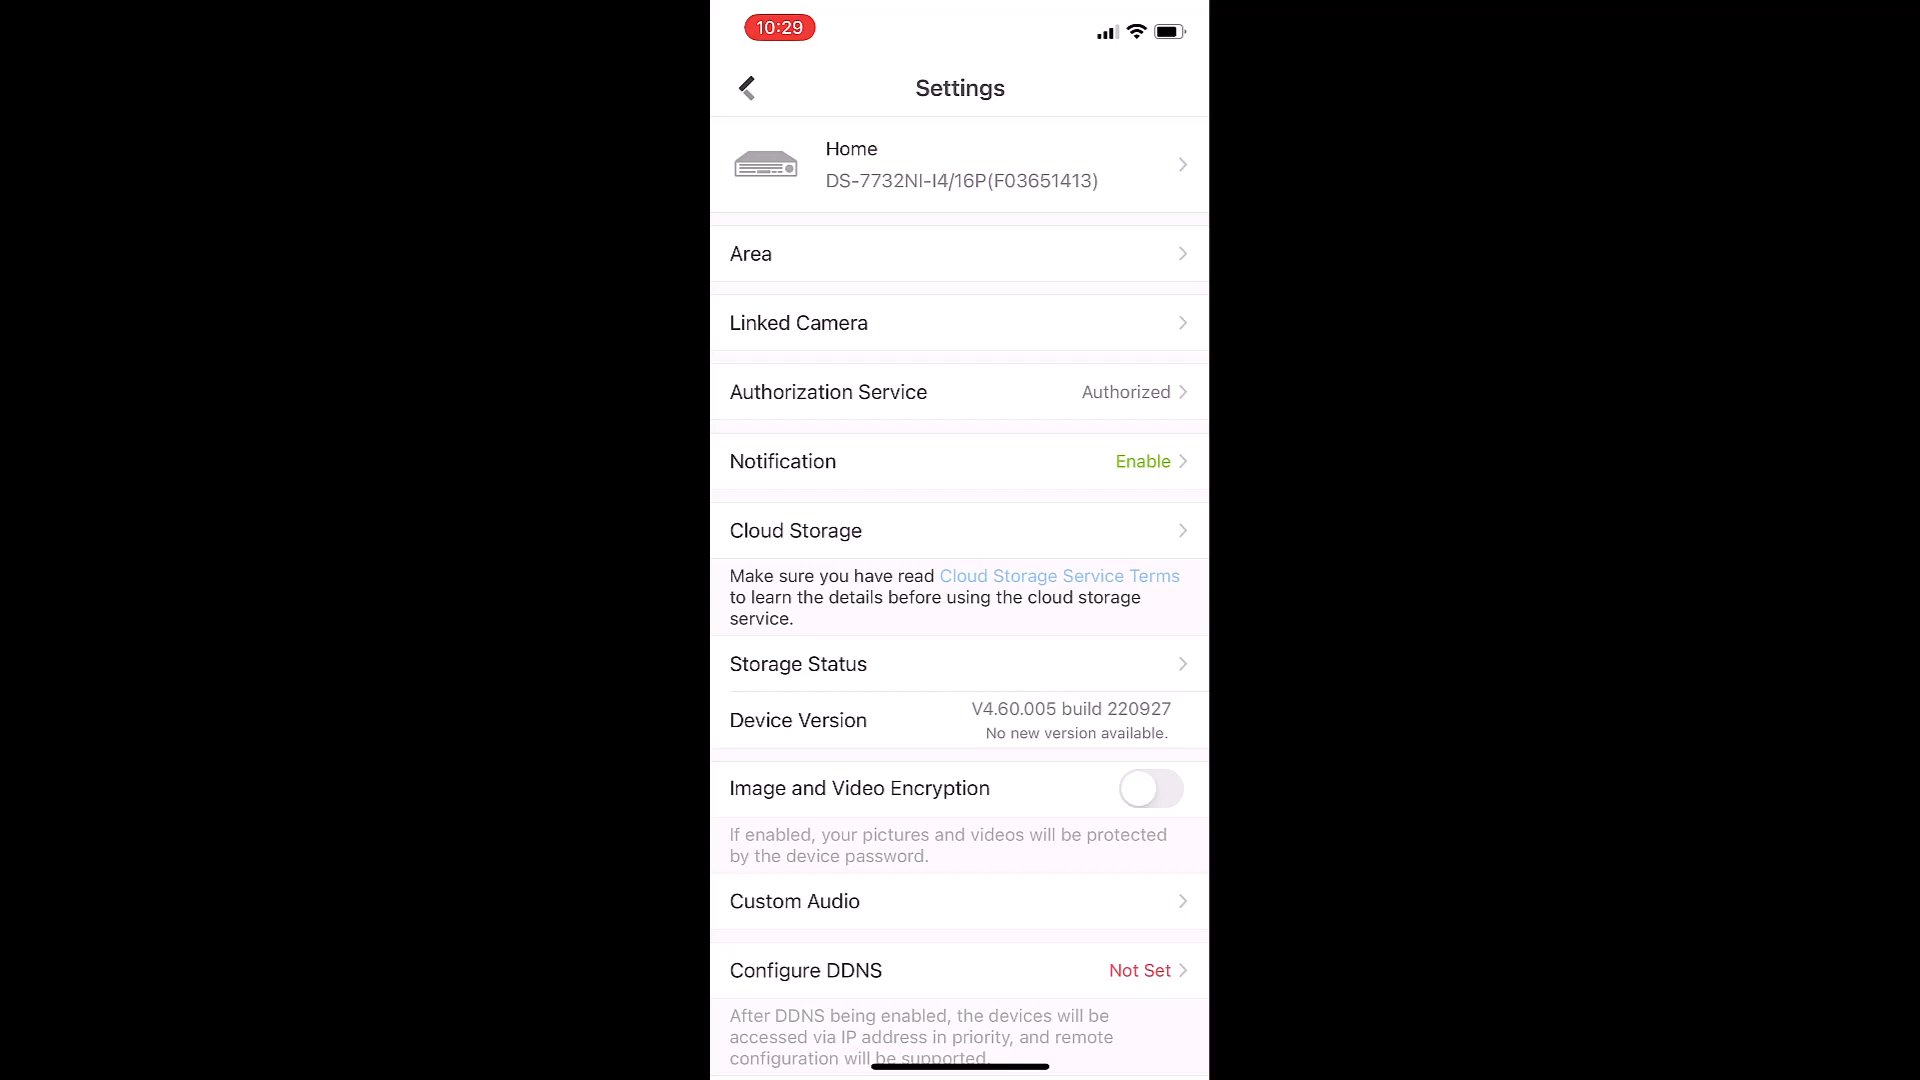 10:29
Settings
Home
DS-7732NI-I4/16P(F03651413)
Area
Linked Camera
Authorization Service Authorized
Notification Enable
Cloud Storage
Make sure you have read Cloud Storage Service Terms
to learn the details before using the cloud storage
service.
Storage Status
V4.60.005 build 220927
Device Version
No new version available.
Image and Video Encryption
If enabled, your pictures and videos will be protected
by the device password.
Custom Audio
Configure DDNS Not Set
After DDNS being enabled, the devices will be
accessed via IP address in priority, and remote
configuration will be supported.